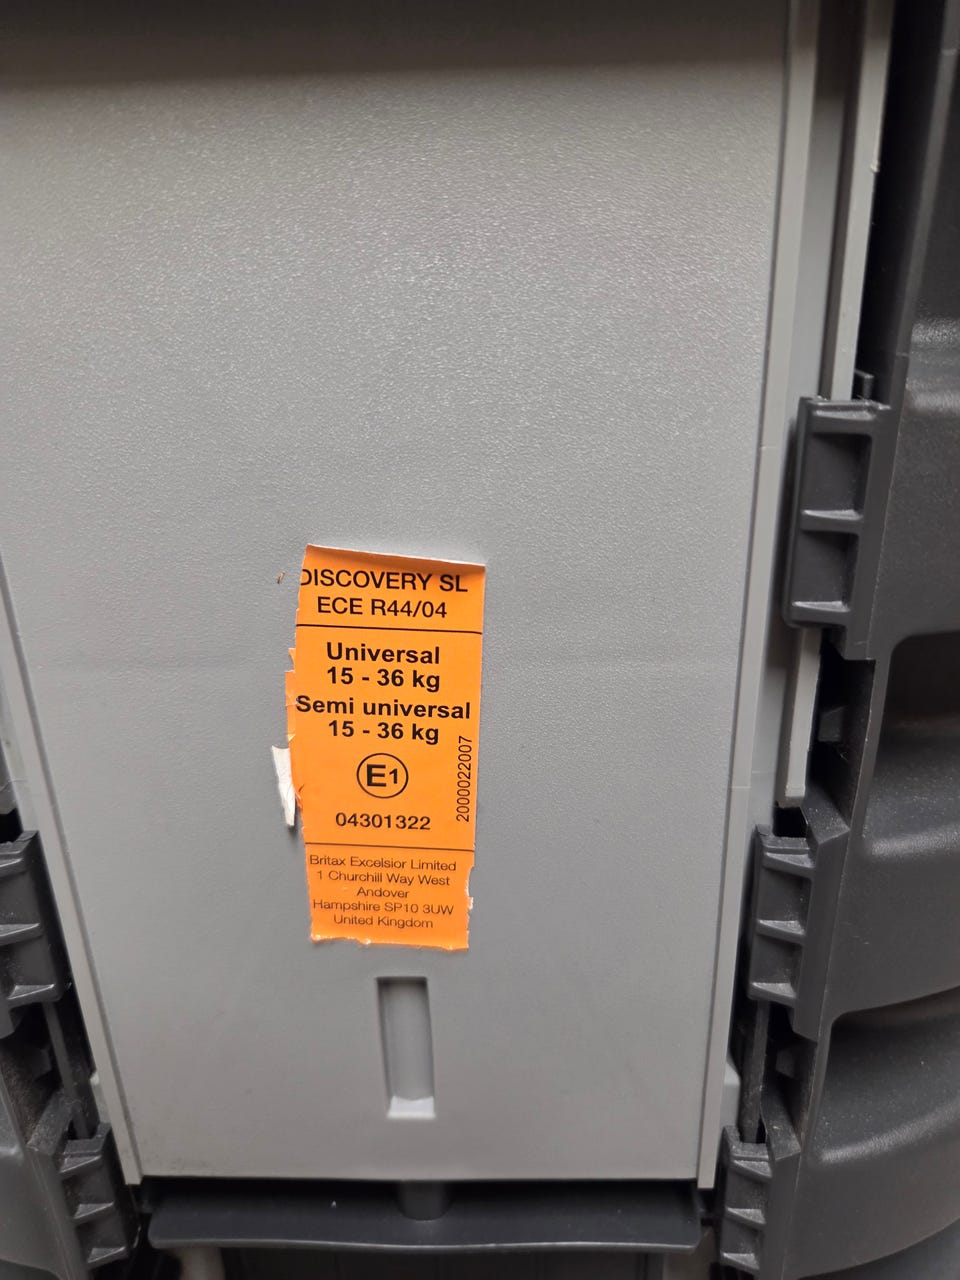 DISCOVERY SL
ECE R44/04
Universal
15 - 36 kg
Semi universal
15 - 36 kg
E1
2000022007
04301322
Britax Excelsior Limited
1 Churchill Way West
Andover
Hampshire SP10 3UW
United Kingdom